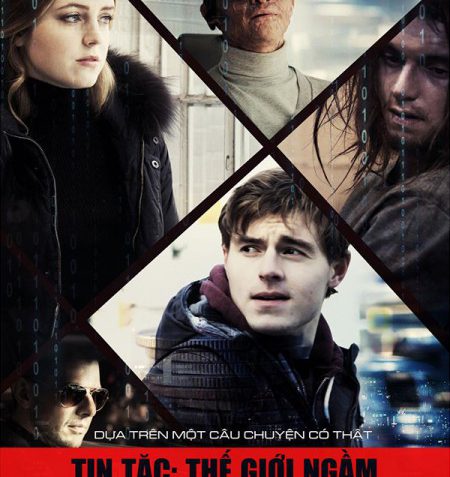 DỰA TRÊN MỘT CÂU CHUYỆN CÓ THẬT
TIN TẶC: THẾ GIỚI NGẦM